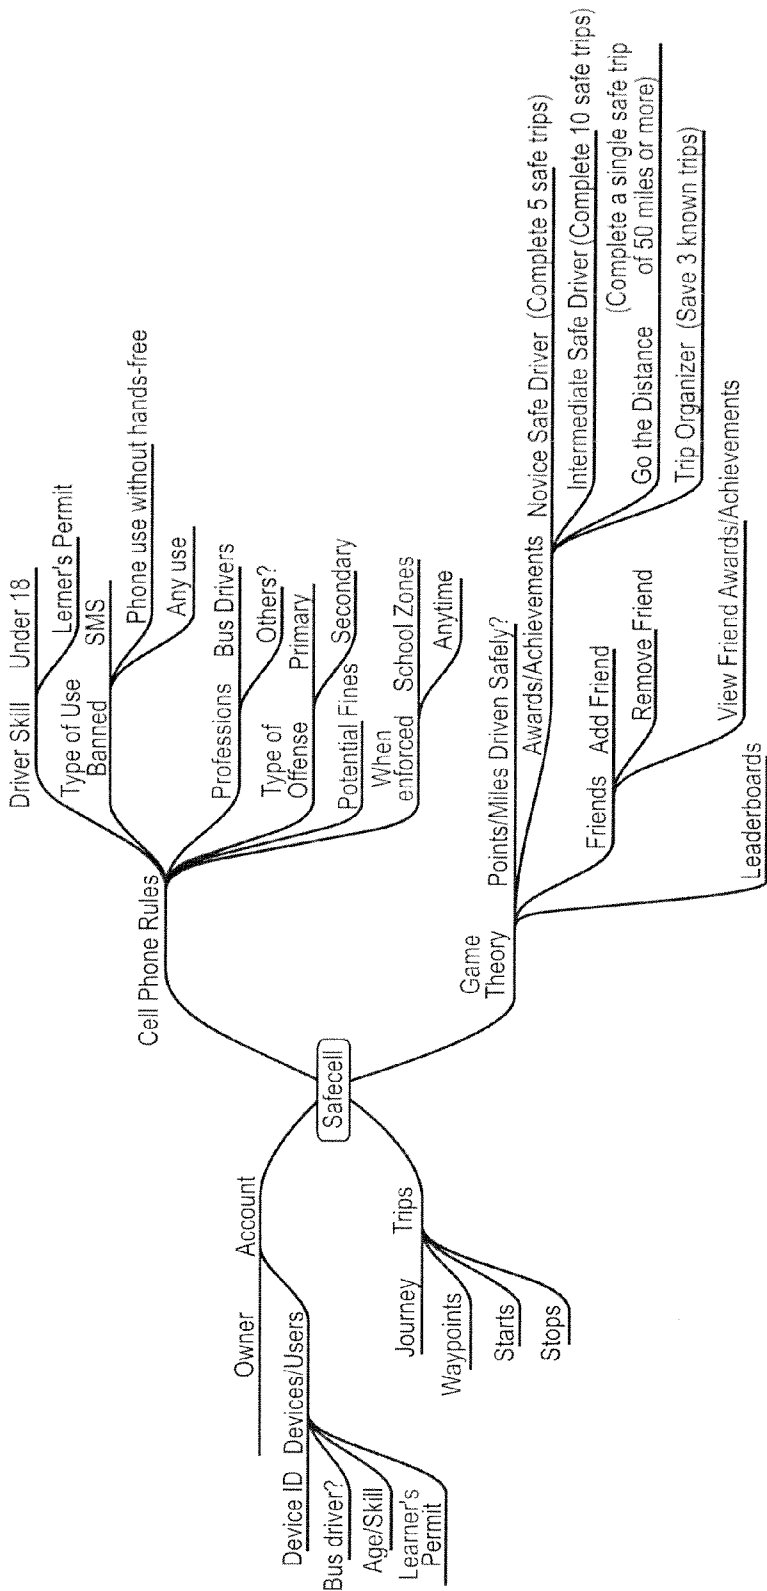 Safecell
Cell Phone Rules
Driver Skill
Under 18
Lerner's Permit
Type of Use
Banned
SMS
Phone use without hands-free
Any use
Professions
Bus Drivers
Others?
Type of
Offense
Primary
Secondary
Potential Fines
When
enforced
School Zones
Anytime
Game
Theory
Points/Miles Driven Safely?
Awards/Achievements
Novice Safe Driver (Complete 5 safe trips)
Intermediate Safe Driver (Complete 10 safe trips)
Go the Distance
(Complete a single safe trip
of 50 miles or more)
Trip Organizer (Save 3 known trips)
Friends
Add Friend
Remove Friend
View Friend Awards/Achievements
Leaderboards
Account
Owner
Devices/Users
Device ID
Bus driver?
Age/Skill
Learner's
Permit
Trips
Journey
Waypoints
Starts
Stops